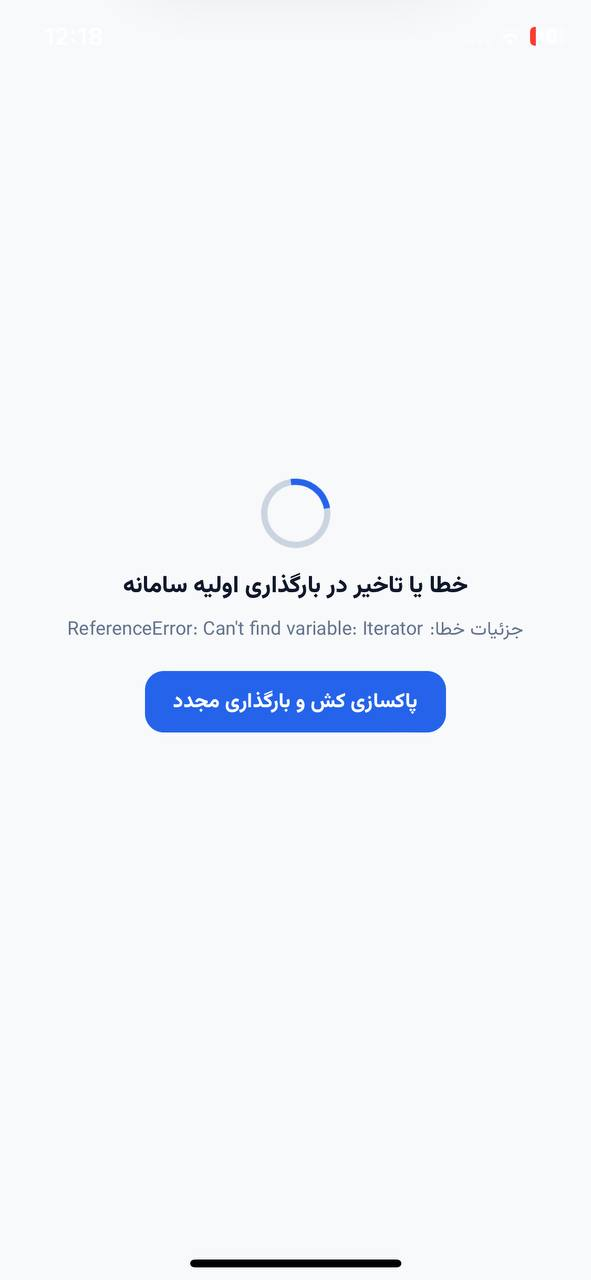 12:18
خطا یا تاخیر در بارگذاری اولیه سامانه
جزئیات خطا: ReferenceError: Can't find variable: Iterator
پاکسازی کش و بارگذاری مجدد